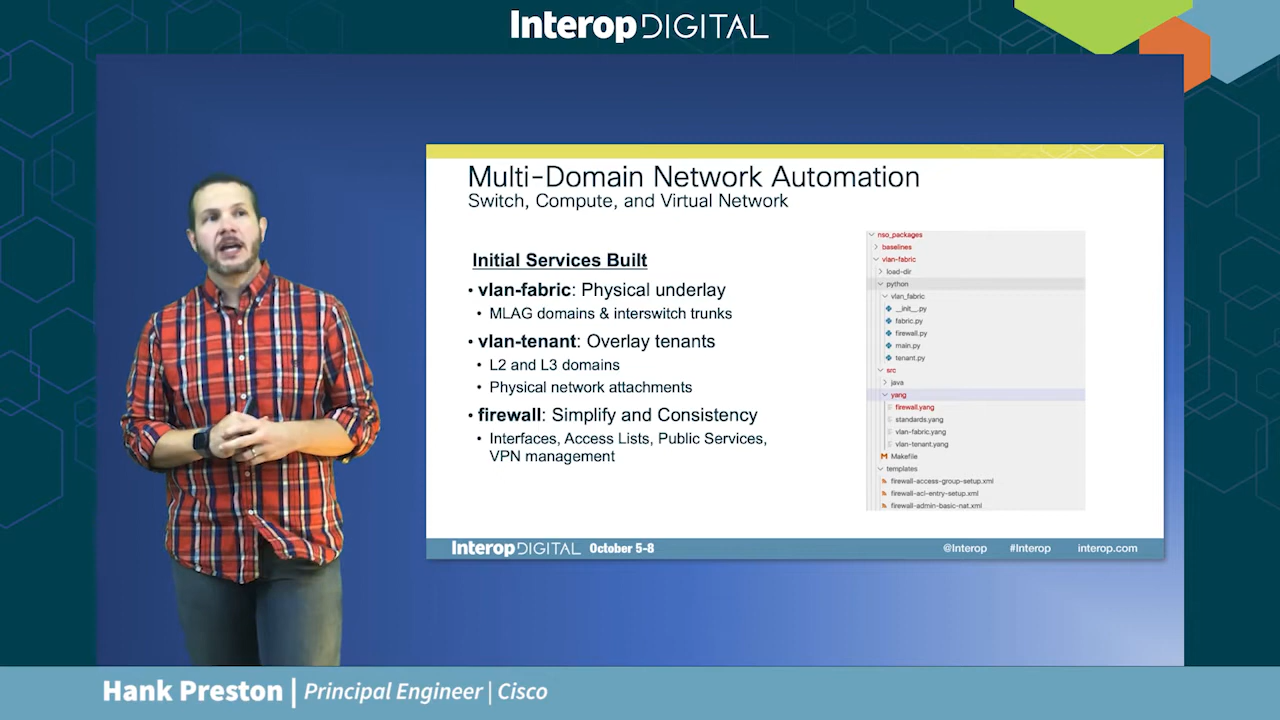 Interop DIGITAL
Multi-Domain Network Automation
Switch, Compute, and Virtual Network
Initial Services Built
• vlan-fabric: Physical underlay
• MLAG domains & interswitch trunks
• vlan-tenant: Overlay tenants
• L2 and L3 domains
• Physical network attachments
• firewall: Simplify and Consistency
• Interfaces, Access Lists, Public Services,
VPN management
nso_packages
baselines
vlan-fabric
load-dir
python
vlan_fabric
__init__.py
fabric.py
firewall.py
main.py
tenant.py
src
java
yang
firewall.yang
standards.yang
vlan-fabric.yang
vlan-tenant.yang
Makefile
templates
firewall-access-group-setup.xml
firewall-acl-entry-setup.xml
firewall-admin-basic-nat.xml
Interop DIGITAL October 5-8
@Interop #Interop interop.com
Hank Preston | Principal Engineer | Cisco